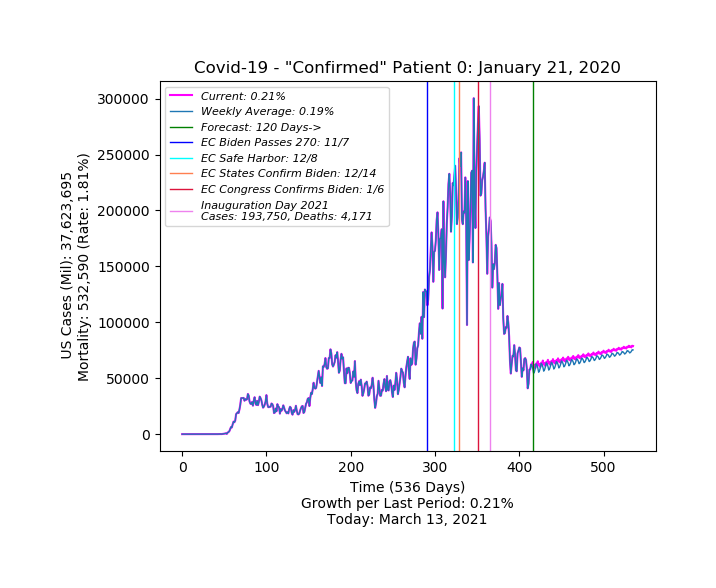 Covid-19 - "Confirmed" Patient 0: January 21, 2020
US Cases (Mil): 37,623,695
Mortality: 532,590 (Rate: 1.81%)
300000
250000
200000
150000
100000
50000
0
Current: 0.21%
Weekly Average: 0.19%
Forecast: 120 Days->
EC Biden Passes 270: 11/7
EC Safe Harbor: 12/8
EC States Confirm Biden: 12/14
EC Congress Confirms Biden: 1/6
Inauguration Day 2021
Cases: 193,750, Deaths: 4,171
0 100 200 300 400 500
Time (536 Days)
Growth per Last Period: 0.21%
Today: March 13, 2021